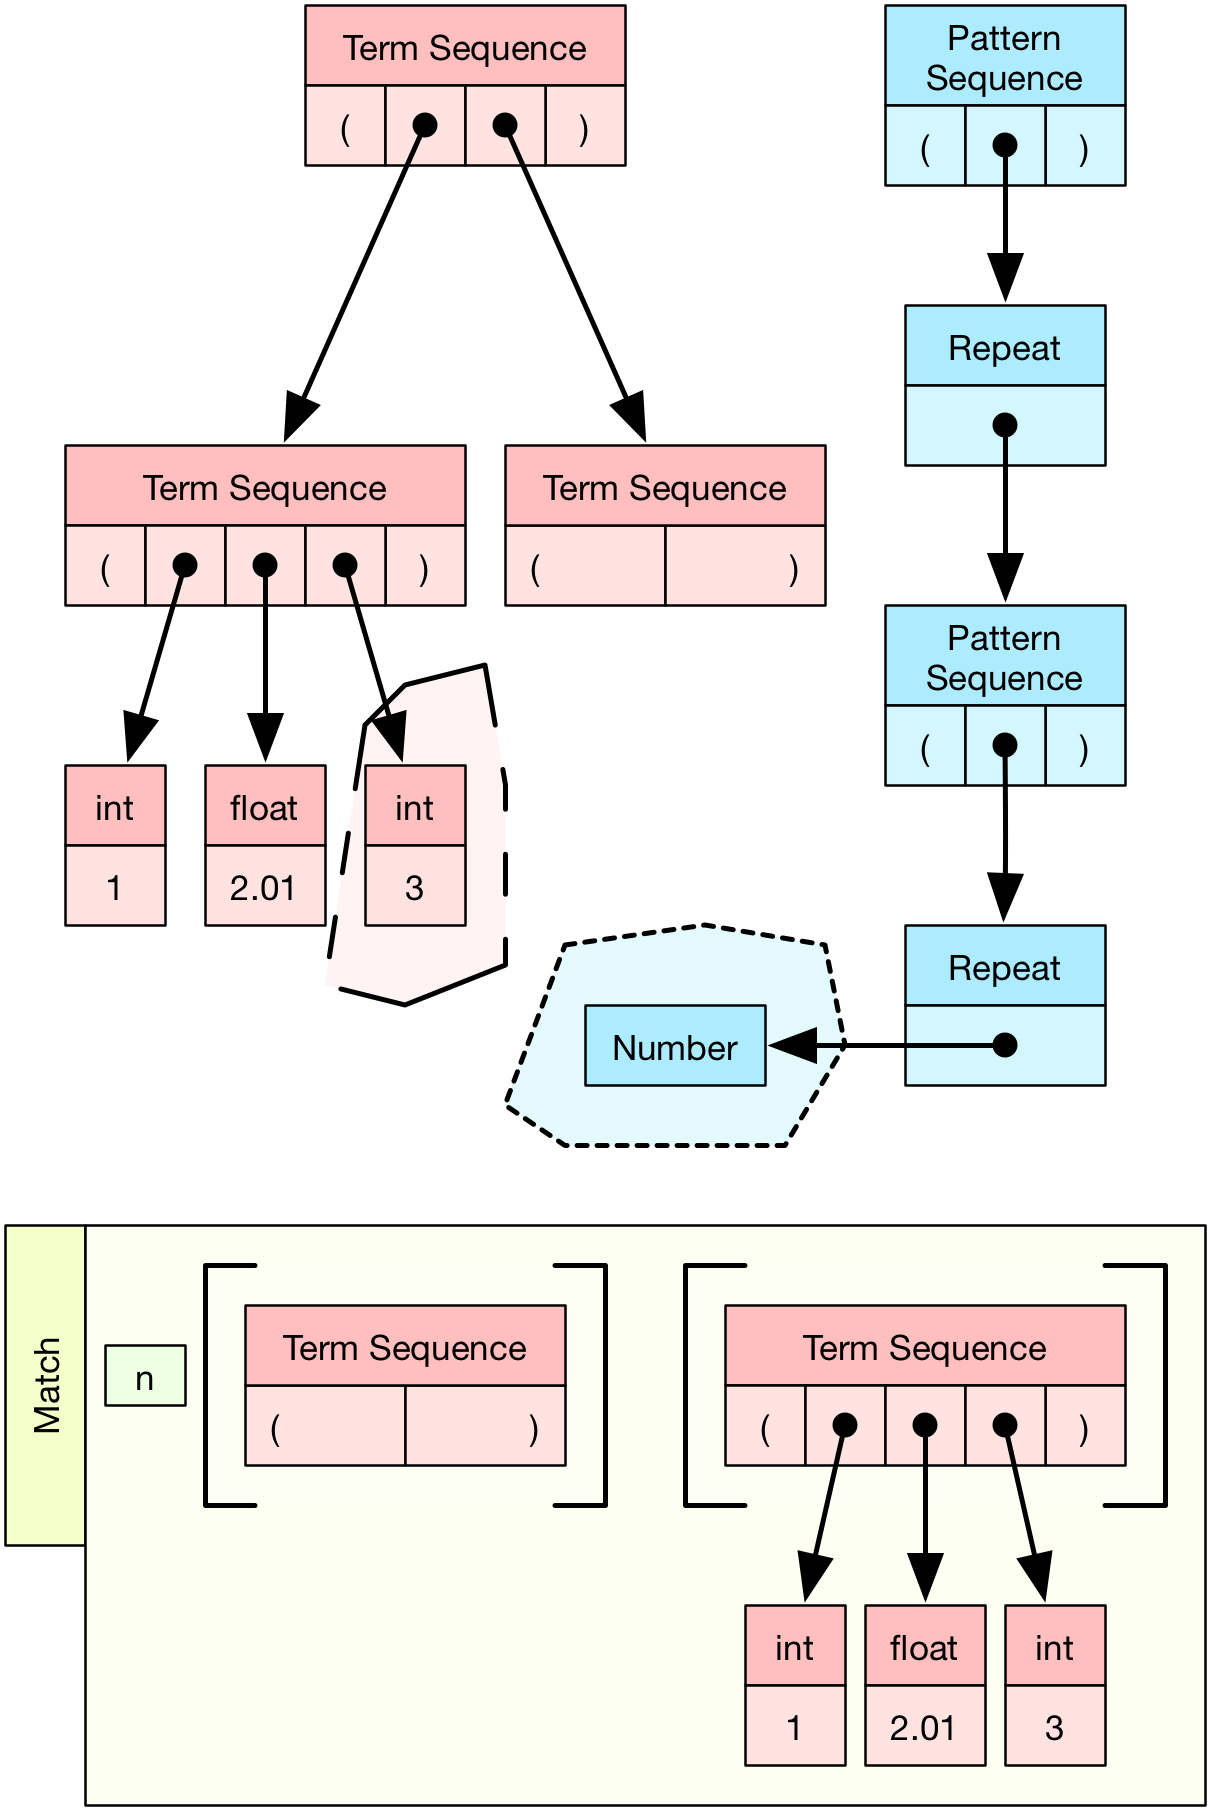 Term Sequence
( )
Pattern
Sequence
( )
Repeat
Term Sequence
( )
Term Sequence
( )
Pattern
Sequence
( )
int
1
float
2.01
int
3
Repeat
Number
Match
n
Term Sequence
( )
Term Sequence
( )
int
1
float
2.01
int
3